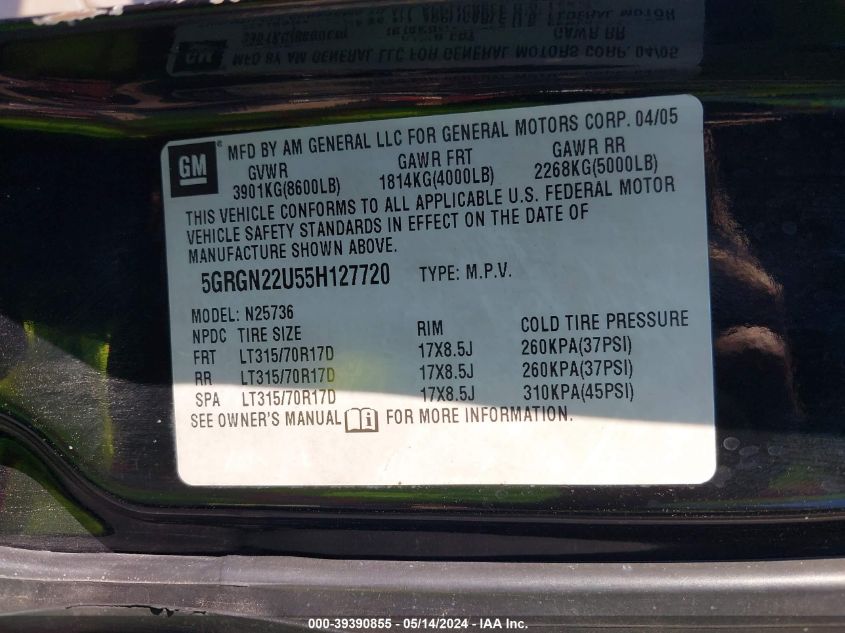 GM ® MFD BY AM GENERAL LLC FOR GENERAL MOTORS CORP. 04/05
GVWR GAWR FRT GAWR RR
3901KG(8600LB) 1814KG(4000LB) 2268KG(5000LB)
THIS VEHICLE CONFORMS TO ALL APPLICABLE U.S. FEDERAL MOTOR
VEHICLE SAFETY STANDARDS IN EFFECT ON THE DATE OF
MANUFACTURE SHOWN ABOVE.
5GRGN22U55H127720 TYPE: M.P.V.
MODEL: N25736
NPDC TIRE SIZE RIM COLD TIRE PRESSURE
FRT LT315/70R17D 17X8.5J 260KPA(37PSI)
RR LT315/70R17D 17X8.5J 260KPA(37PSI)
SPA LT315/70R17D 17X8.5J 310KPA(45PSI)
SEE OWNER'S MANUAL i FOR MORE INFORMATION.
000-39390855 - 05/14/2024 - IAA Inc.